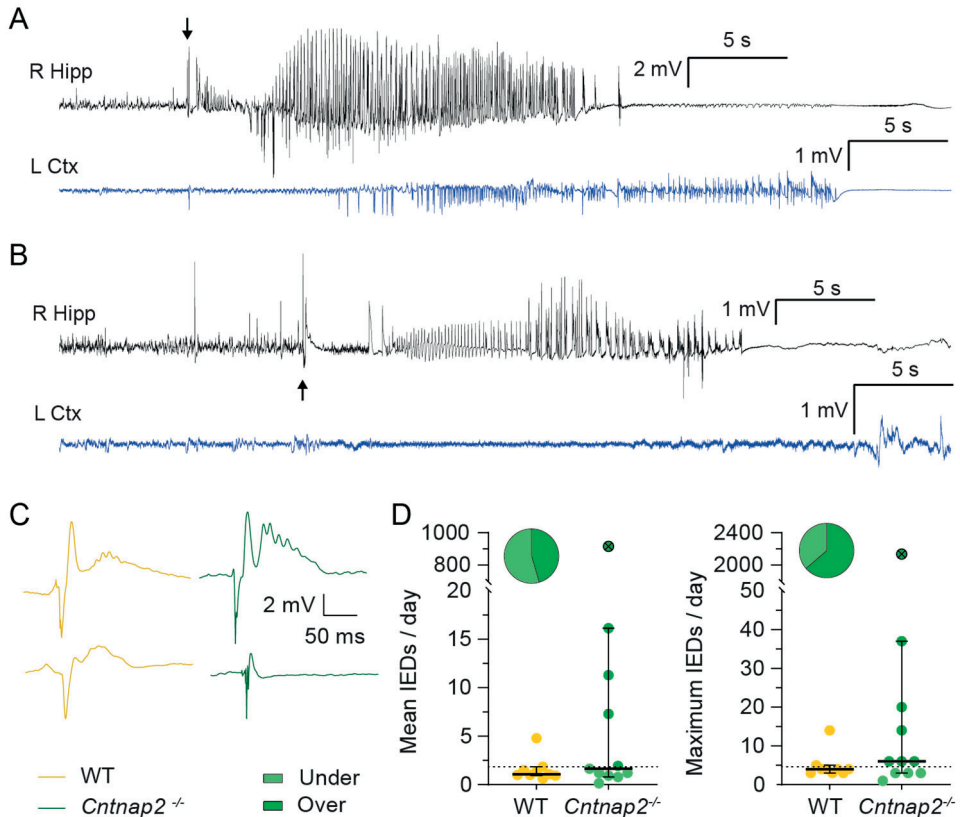 A
R Hipp
5 s
2 mV
L Ctx
5 s
1 mV
B
R Hipp
5 s
1 mV
L Ctx
5 s
1 mV
C
2 mV
50 ms
WT
Cntnap2 -/-
Under
Over
D
Mean IEDs / day
1000
800
20
15
10
5
0
WT
Cntnap2-/-
Maximum IEDs / day
2400
2000
50
40
30
20
10
0
WT
Cntnap2-/-